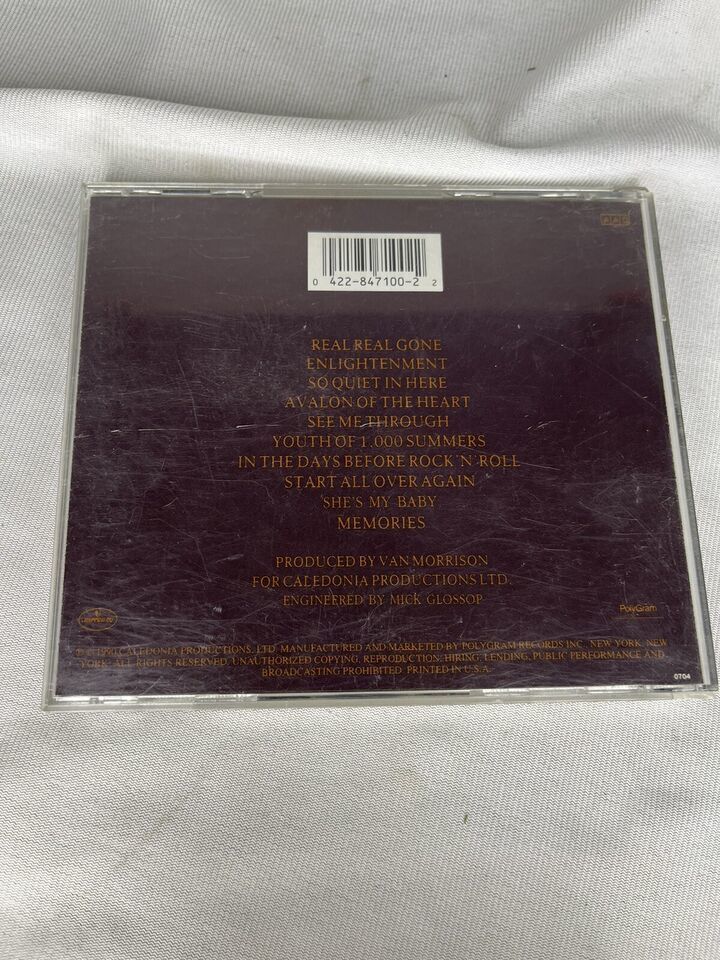 AAD
0 422-847100-2 2
REAL REAL GONE
ENLIGHTENMENT
SO QUIET IN HERE
AVALON OF THE HEART
SEE ME THROUGH
YOUTH OF 1,000 SUMMERS
IN THE DAYS BEFORE ROCK 'N' ROLL
START ALL OVER AGAIN
SHE'S MY BABY
MEMORIES
PRODUCED BY VAN MORRISON
FOR CALEDONIA PRODUCTIONS LTD.
ENGINEERED BY MICK GLOSSOP
PolyGram
℗ © 1990 CALEDONIA PRODUCTIONS, LTD. MANUFACTURED AND MARKETED BY POLYGRAM RECORDS INC., NEW YORK, NEW
YORK. ALL RIGHTS RESERVED. UNAUTHORIZED COPYING, REPRODUCTION, HIRING, LENDING, PUBLIC PERFORMANCE AND
BROADCASTING PROHIBITED. PRINTED IN U.S.A.
0704